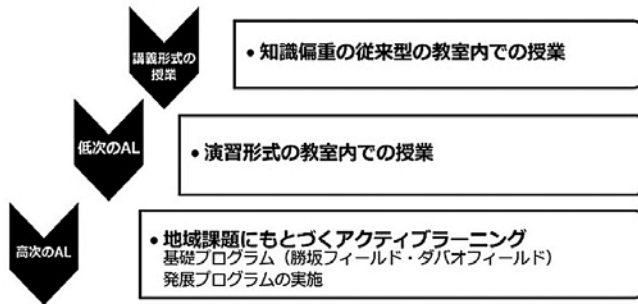 講義形式の
授業
• 知識偏重の従来型の教室内での授業
低次のAL
• 演習形式の教室内での授業
高次のAL
• 地域課題にもとづくアクティブラーニング
基礎プログラム（勝坂フィールド・ダバオフィールド）
発展プログラムの実施